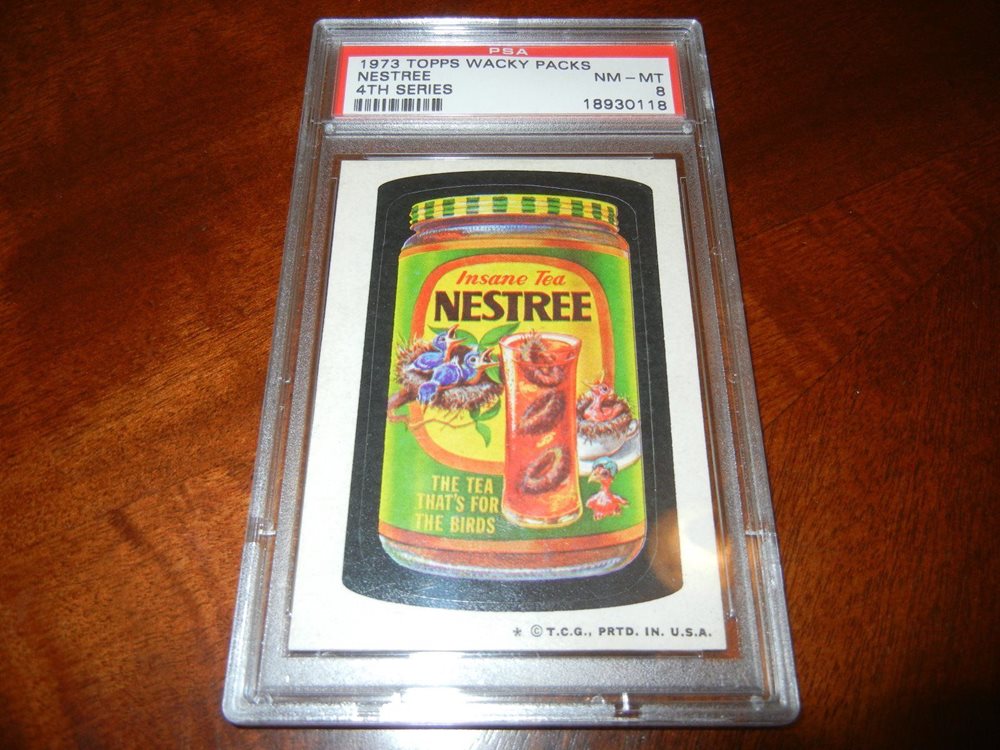 PSA
1973 TOPPS WACKY PACKS
NESTREE NM - MT
4TH SERIES 8
18930118
Insane Tea
NESTREE
THE TEA
THAT'S FOR
THE BIRDS
* © T.C.G., PRTD. IN. U.S.A.